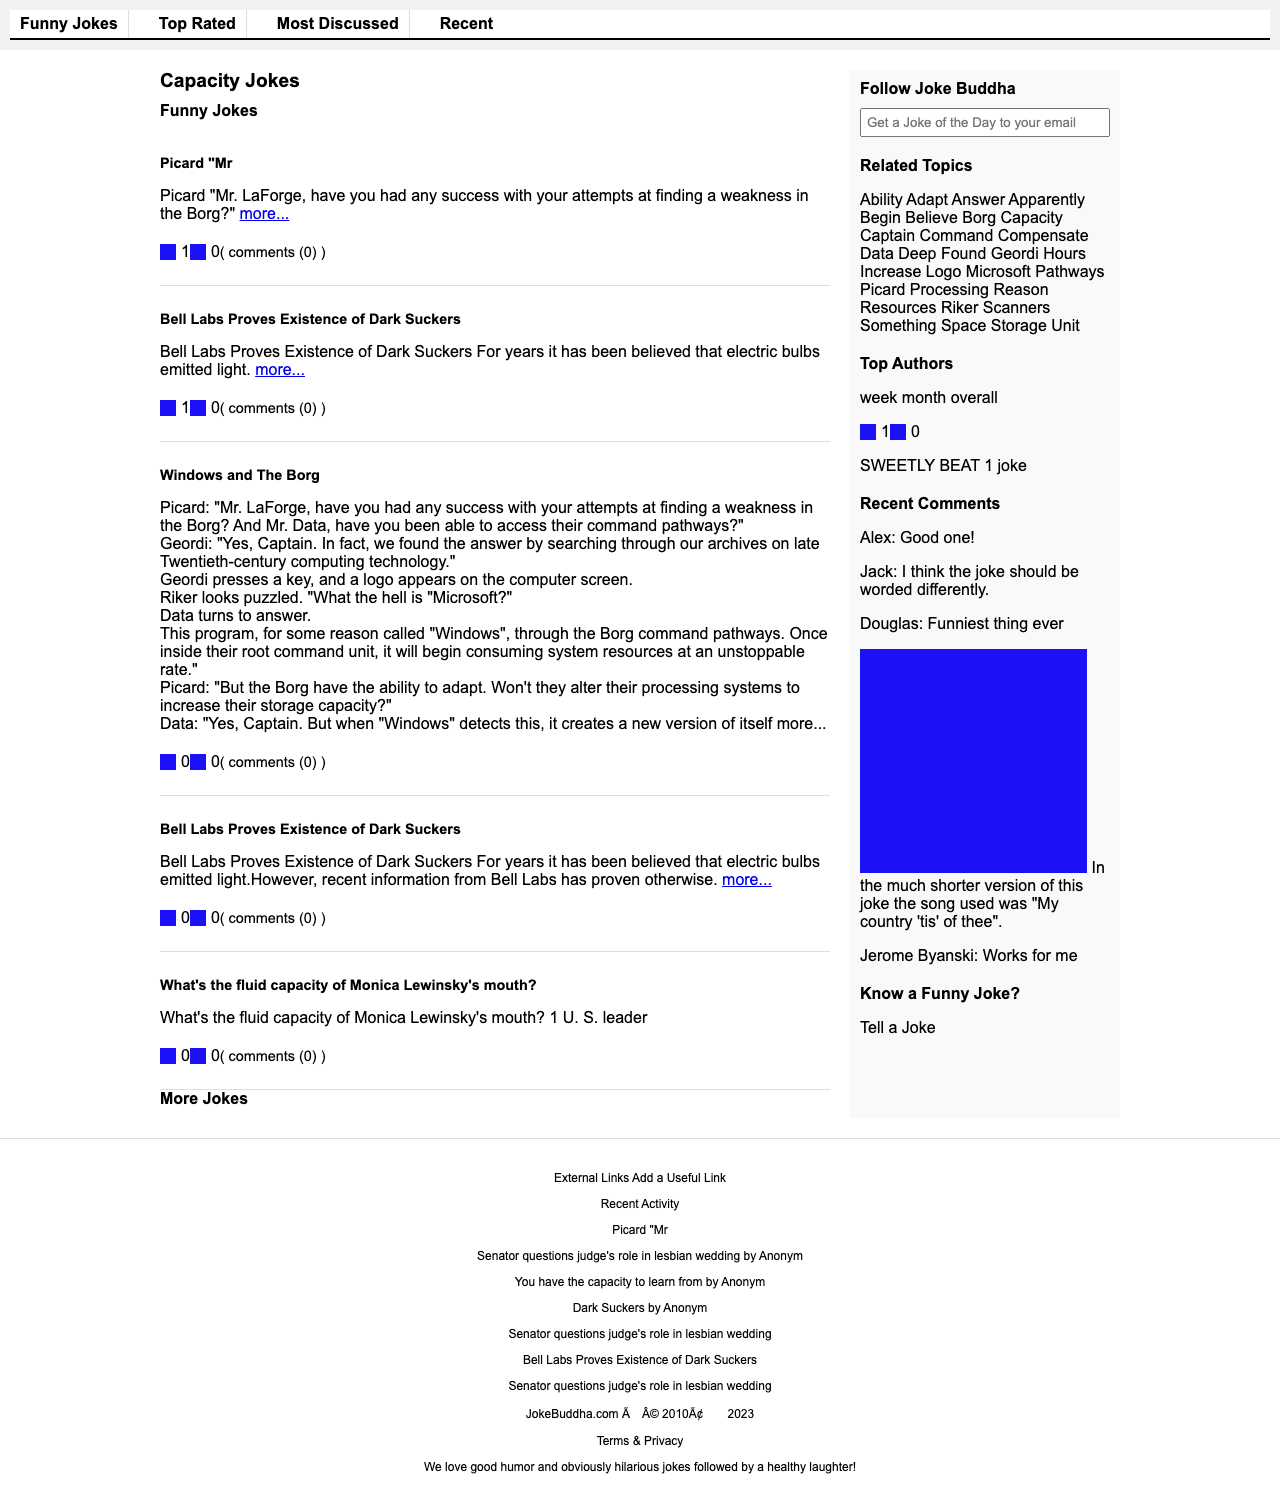 Funny Jokes Top Rated Most Discussed Recent
Capacity Jokes
Funny Jokes
Picard "Mr
Picard "Mr. LaForge, have you had any success with your attempts at finding a weakness in
the Borg?" more...
1 0( comments (0) )
Bell Labs Proves Existence of Dark Suckers
Bell Labs Proves Existence of Dark Suckers For years it has been believed that electric bulbs
emitted light. more...
1 0( comments (0) )
Windows and The Borg
Picard: "Mr. LaForge, have you had any success with your attempts at finding a weakness in
the Borg? And Mr. Data, have you been able to access their command pathways?"
Geordi: "Yes, Captain. In fact, we found the answer by searching through our archives on late
Twentieth-century computing technology."
Geordi presses a key, and a logo appears on the computer screen.
Riker looks puzzled. "What the hell is "Microsoft?"
Data turns to answer.
This program, for some reason called "Windows", through the Borg command pathways. Once
inside their root command unit, it will begin consuming system resources at an unstoppable
rate."
Picard: "But the Borg have the ability to adapt. Won't they alter their processing systems to
increase their storage capacity?"
Data: "Yes, Captain. But when "Windows" detects this, it creates a new version of itself more...
0 0( comments (0) )
Bell Labs Proves Existence of Dark Suckers
Bell Labs Proves Existence of Dark Suckers For years it has been believed that electric bulbs
emitted light.However, recent information from Bell Labs has proven otherwise. more...
0 0( comments (0) )
What's the fluid capacity of Monica Lewinsky's mouth?
What's the fluid capacity of Monica Lewinsky's mouth? 1 U. S. leader
0 0( comments (0) )
More Jokes
Follow Joke Buddha
Get a Joke of the Day to your email
Related Topics
Ability Adapt Answer Apparently
Begin Believe Borg Capacity
Captain Command Compensate
Data Deep Found Geordi Hours
Increase Logo Microsoft Pathways
Picard Processing Reason
Resources Riker Scanners
Something Space Storage Unit
Top Authors
week month overall
1 0
SWEETLY BEAT 1 joke
Recent Comments
Alex: Good one!
Jack: I think the joke should be
worded differently.
Douglas: Funniest thing ever
In
the much shorter version of this
joke the song used was "My
country 'tis' of thee".
Jerome Byanski: Works for me
Know a Funny Joke?
Tell a Joke
External Links Add a Useful Link
Recent Activity
Picard "Mr
Senator questions judge's role in lesbian wedding by Anonym
You have the capacity to learn from by Anonym
Dark Suckers by Anonym
Senator questions judge's role in lesbian wedding
Bell Labs Proves Existence of Dark Suckers
Senator questions judge's role in lesbian wedding
JokeBuddha.com Ã Â© 2010Ã¢ 2023
Terms & Privacy
We love good humor and obviously hilarious jokes followed by a healthy laughter!